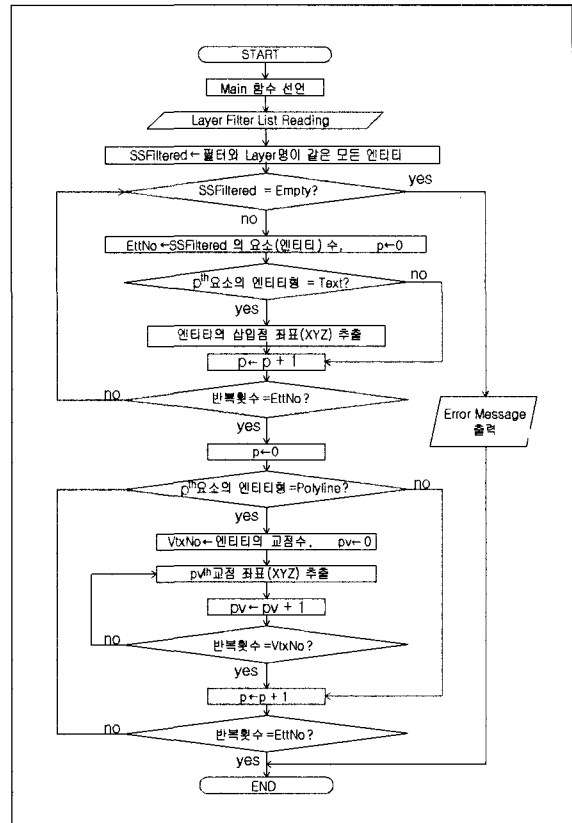 START
Main 함수 선언
Layer Filter List Reading
SSFiltered←필터와 Layer명이 같은 모든 엔티티
SSFiltered = Empty?
yes
no
EttNo←SSFiltered 의 요소(엔티티) 수, p←0
pth요소의 엔티티형 = Text?
no
yes
엔티티의 삽입점 좌표(XYZ) 추출
p←p + 1
반복횟수=EttNo?
no
yes
Error Message
출력
p←0
pth요소의 엔티티형=Polyline?
no
yes
VtxNo←엔티티의 교점수, pv←0
pvth교점 좌표(XYZ) 추출
pv←pv + 1
반복횟수=VtxNo?
no
yes
p←p + 1
반복횟수=EttNo?
no
yes
END